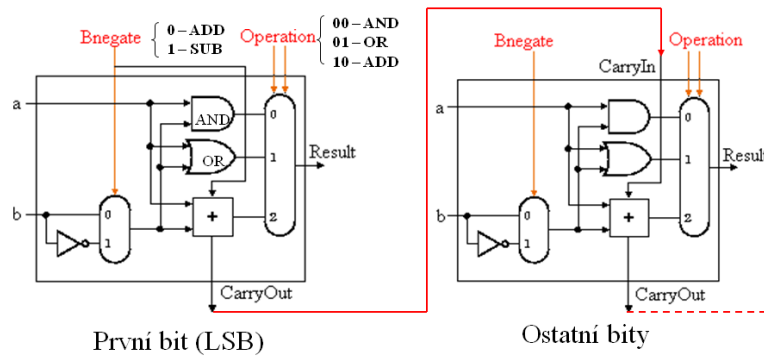 Bnegate
0-ADD
1-SUB
Operation
00-AND
01-OR
10-ADD
a
b
AND
OR
+
0
1
0
1
2
Result
CarryOut
První bit (LSB)
Bnegate
CarryIn
Operation
a
b
+
0
1
0
1
2
Result
CarryOut
Ostatní bity